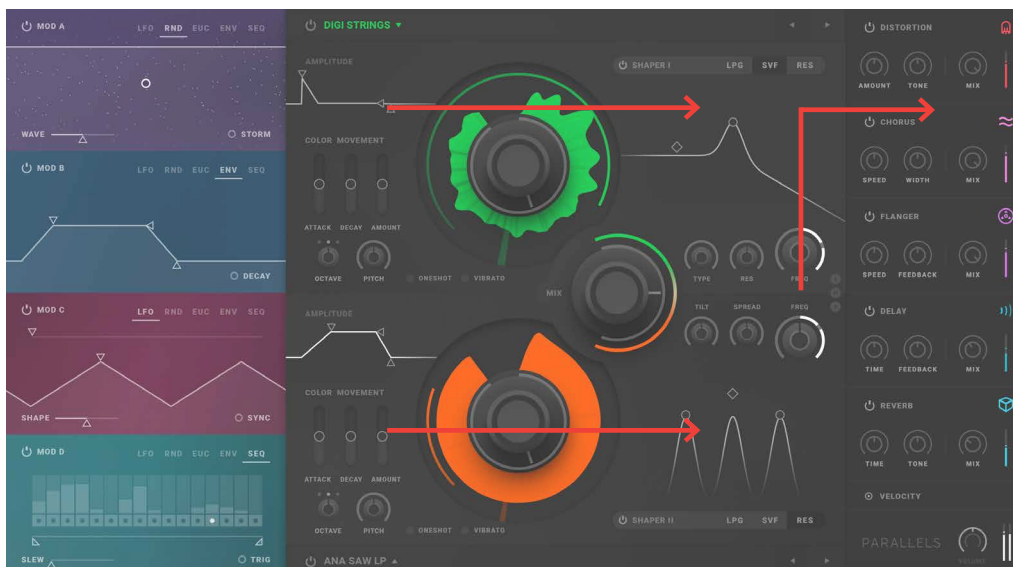 MOD A LFO RND EUC ENV SEQ
WAVE STORM
MOD B LFO RND EUC ENV SEQ
DECAY
MOD C LFO RND EUC ENV SEQ
SHAPE SYNC
MOD D LFO RND EUC ENV SEQ
SLEW TRIG
DIGI STRINGS
AMPLITUDE
SHAPER I LPG SVF RES
COLOR MOVEMENT
ATTACK DECAY AMOUNT
OCTAVE PITCH ONESHOT VIBRATO
MIX
TYPE RES FREQ
TILT SPREAD FREQ
AMPLITUDE
COLOR MOVEMENT
ATTACK DECAY AMOUNT
OCTAVE PITCH ONESHOT VIBRATO
SHAPER II LPG SVF RES
ANA SAW LP
DISTORTION
AMOUNT TONE MIX
CHORUS
SPEED WIDTH MIX
FLANGER
SPEED FEEDBACK MIX
DELAY
TIME FEEDBACK MIX
REVERB
TIME TONE MIX
VELOCITY
PARALLELS
VOLUME